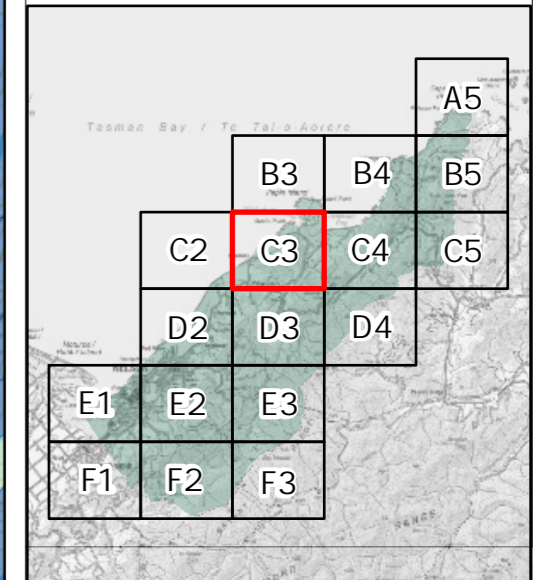 A5
Tasman Bay / Te Tai-o-Aorere
B3 B4 B5
C2 C3 C4 C5
D2 D3 D4
E1 E2 E3
F1 F2 F3